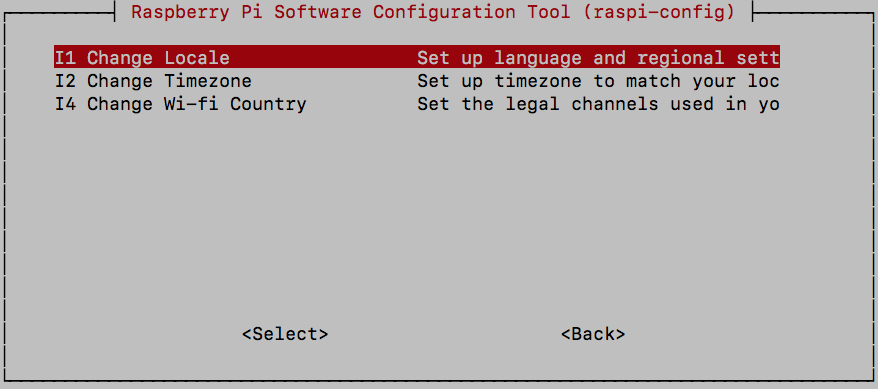 Raspberry Pi Software Configuration Tool (raspi-config)
I1 Change Locale Set up language and regional sett
I2 Change Timezone Set up timezone to match your loc
I4 Change Wi-fi Country Set the legal channels used in yo
<Select> <Back>